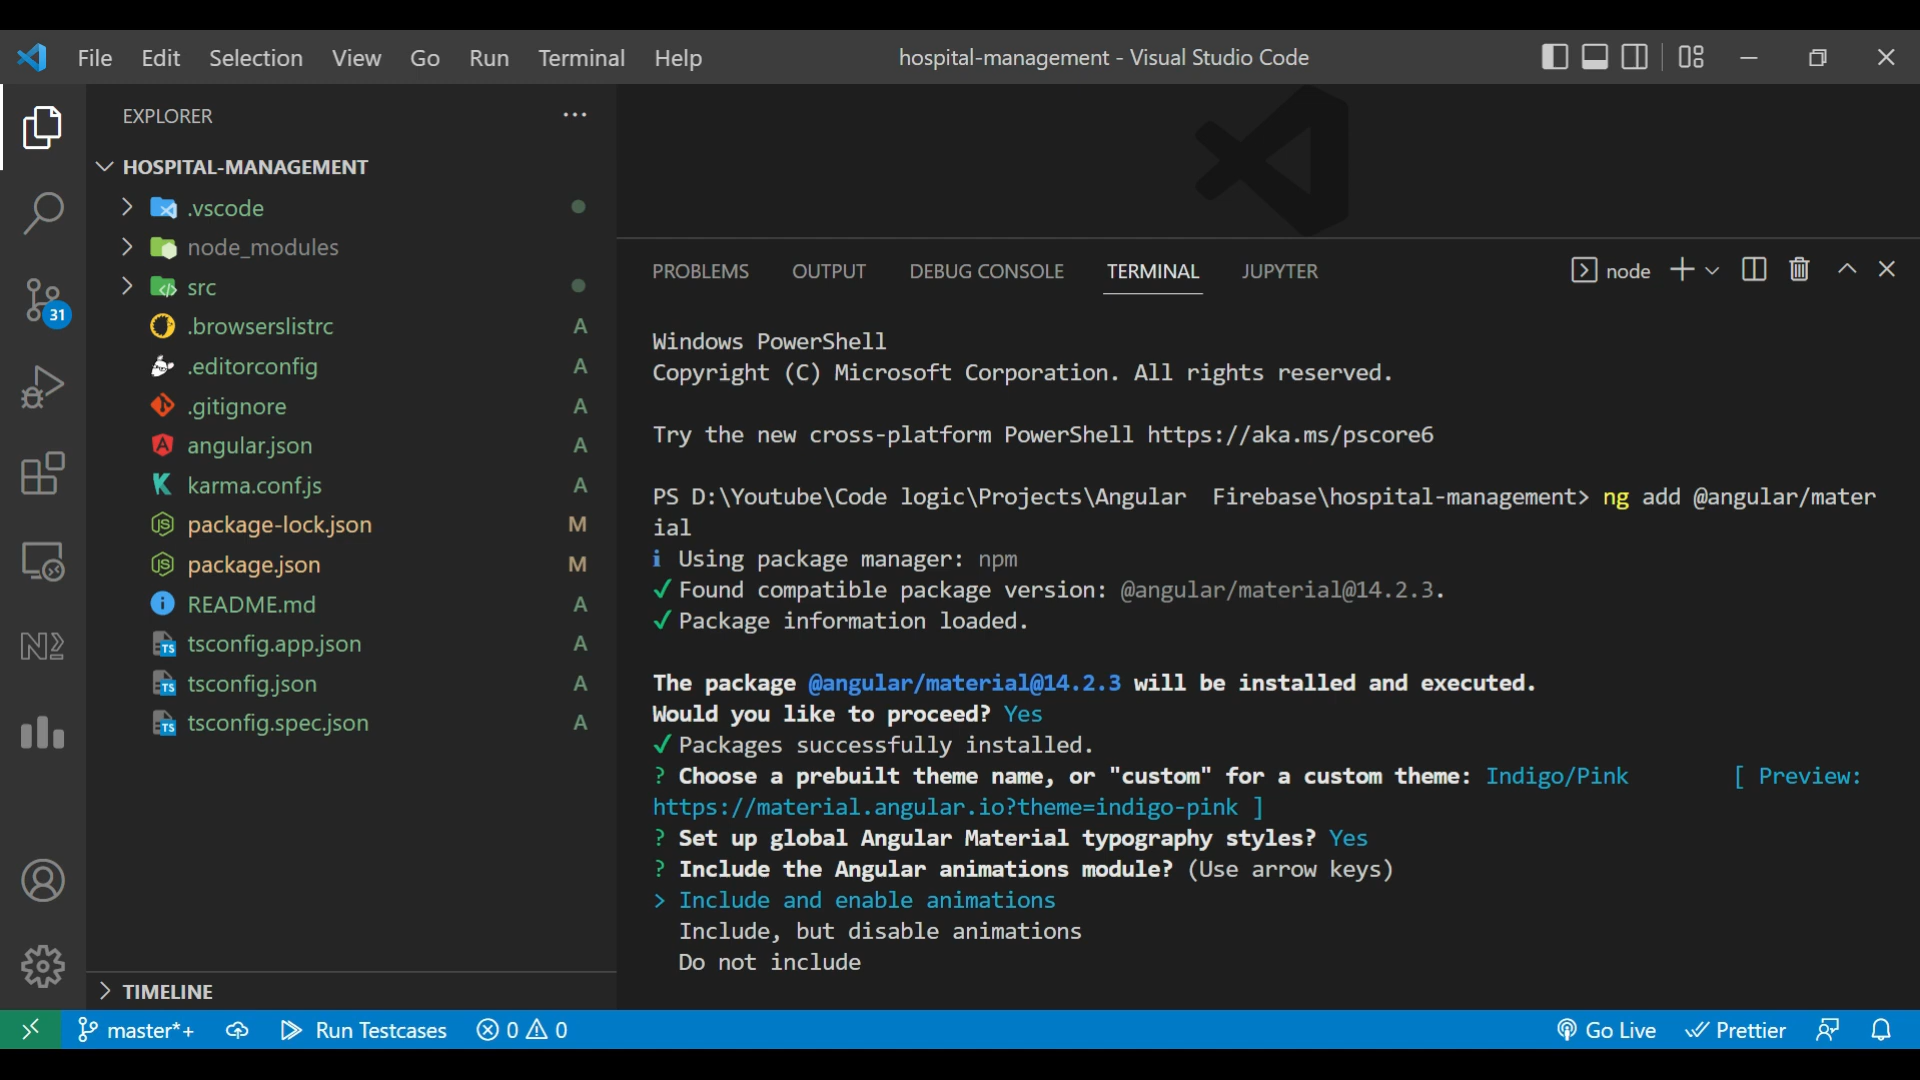 File Edit Selection View Go Run Terminal Help
hospital-management - Visual Studio Code
EXPLORER
HOSPITAL-MANAGEMENT
.vscode
node_modules
src
.browserslistrc A
.editorconfig A
.gitignore A
angular.json A
karma.conf.js A
package-lock.json M
package.json M
README.md A
tsconfig.app.json A
tsconfig.json A
tsconfig.spec.json A
TIMELINE
31
PROBLEMS OUTPUT DEBUG CONSOLE TERMINAL JUPYTER
node
Windows PowerShell
Copyright (C) Microsoft Corporation. All rights reserved.
Try the new cross-platform PowerShell https://aka.ms/pscore6
PS D:\Youtube\Code logic\Projects\Angular  Firebase\hospital-management> ng add @angular/mater
ial
i Using package manager: npm
✓ Found compatible package version: @angular/material@14.2.3.
✓ Package information loaded.
The package @angular/material@14.2.3 will be installed and executed.
Would you like to proceed? Yes
✓ Packages successfully installed.
? Choose a prebuilt theme name, or "custom" for a custom theme: Indigo/Pink        [ Preview:
https://material.angular.io?theme=indigo-pink ]
? Set up global Angular Material typography styles? Yes
? Include the Angular animations module? (Use arrow keys)
> Include and enable animations
Include, but disable animations
Do not include
master*+ Run Testcases 0 0 Go Live Prettier